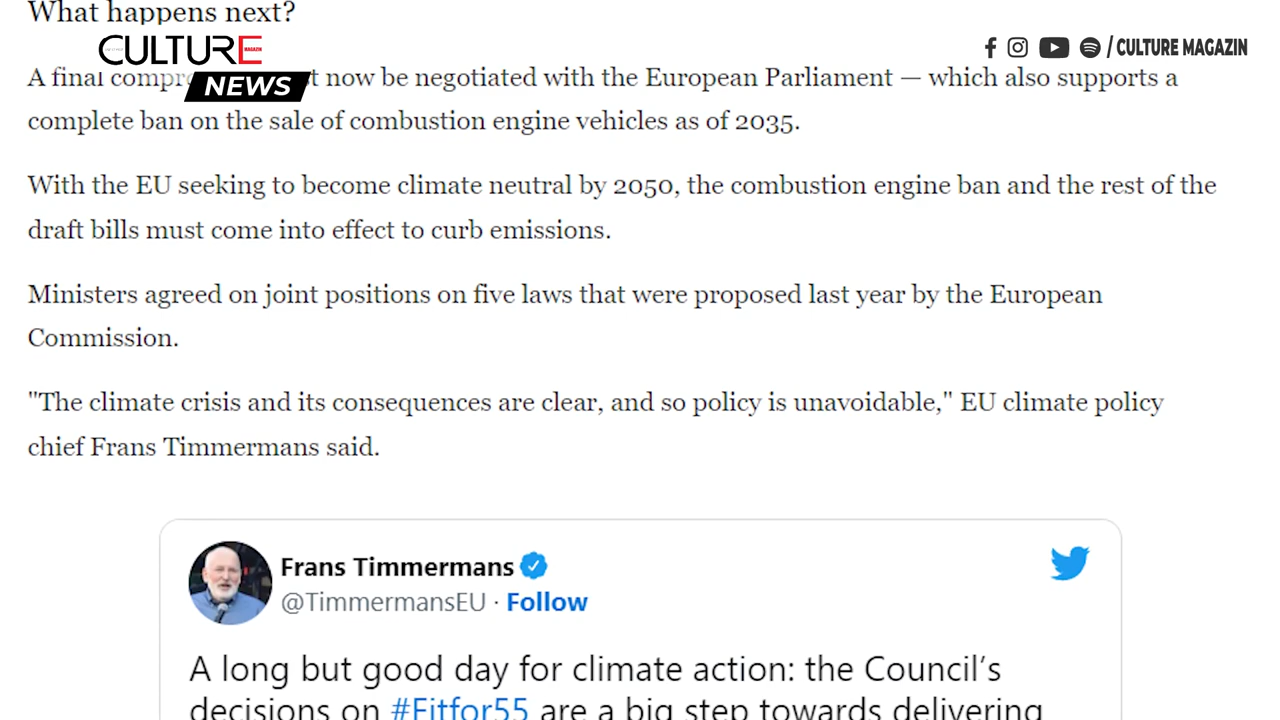 What happens next?
CULTURE MAGAZIN
NEWS
/ CULTURE MAGAZIN
A final compro t now be negotiated with the European Parliament — which also supports a
complete ban on the sale of combustion engine vehicles as of 2035.
With the EU seeking to become climate neutral by 2050, the combustion engine ban and the rest of the
draft bills must come into effect to curb emissions.
Ministers agreed on joint positions on five laws that were proposed last year by the European
Commission.
"The climate crisis and its consequences are clear, and so policy is unavoidable," EU climate policy
chief Frans Timmermans said.
Frans Timmermans
@TimmermansEU · Follow
A long but good day for climate action: the Council's
decisions on #Fitfor55 are a big step towards delivering